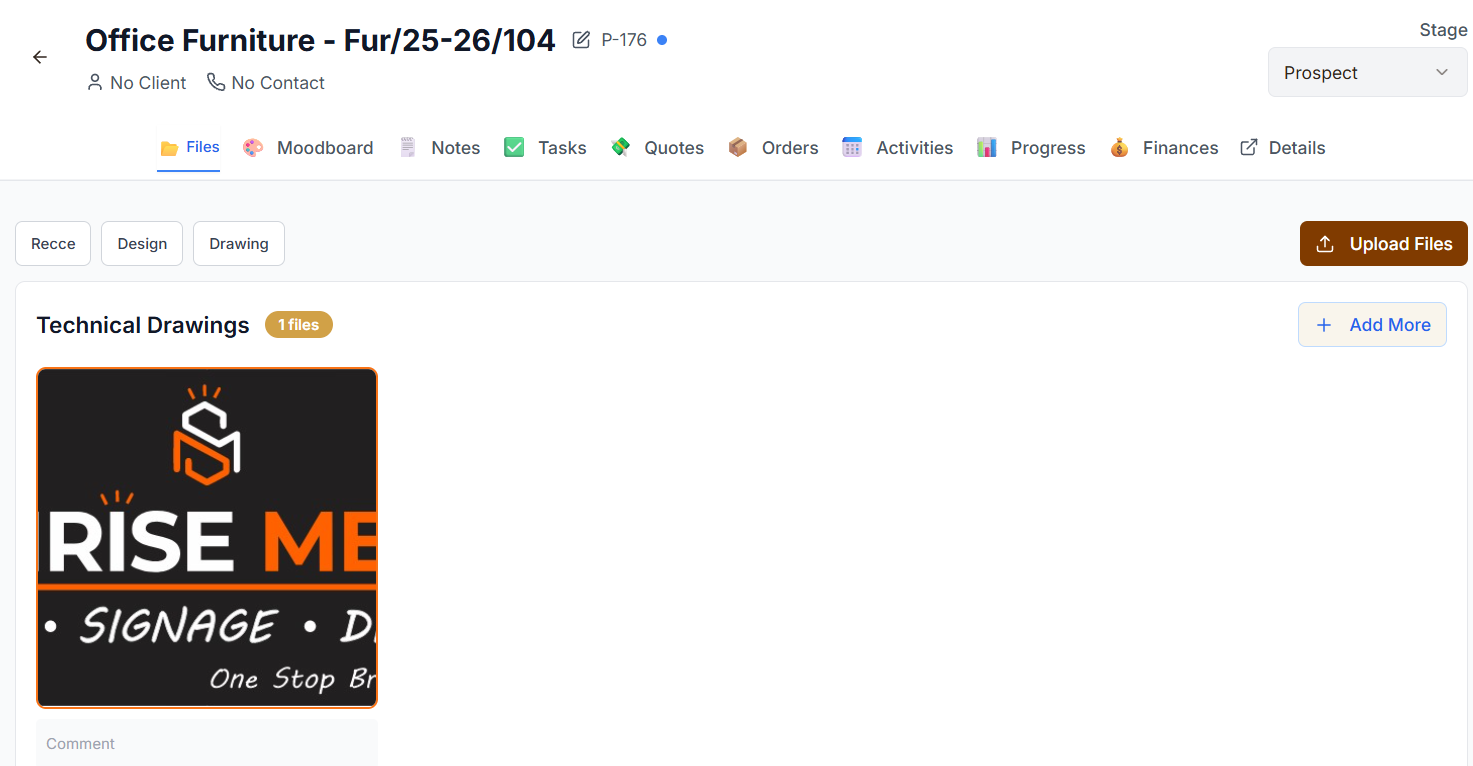 Office Furniture - Fur/25-26/104 P-176
Stage
No Client No Contact
Prospect
Files Moodboard Notes Tasks Quotes Orders Activities Progress Finances Details
Recce Design Drawing Upload Files
Technical Drawings 1 files Add More
RISE ME
• SIGNAGE • D
One Stop Br
Comment